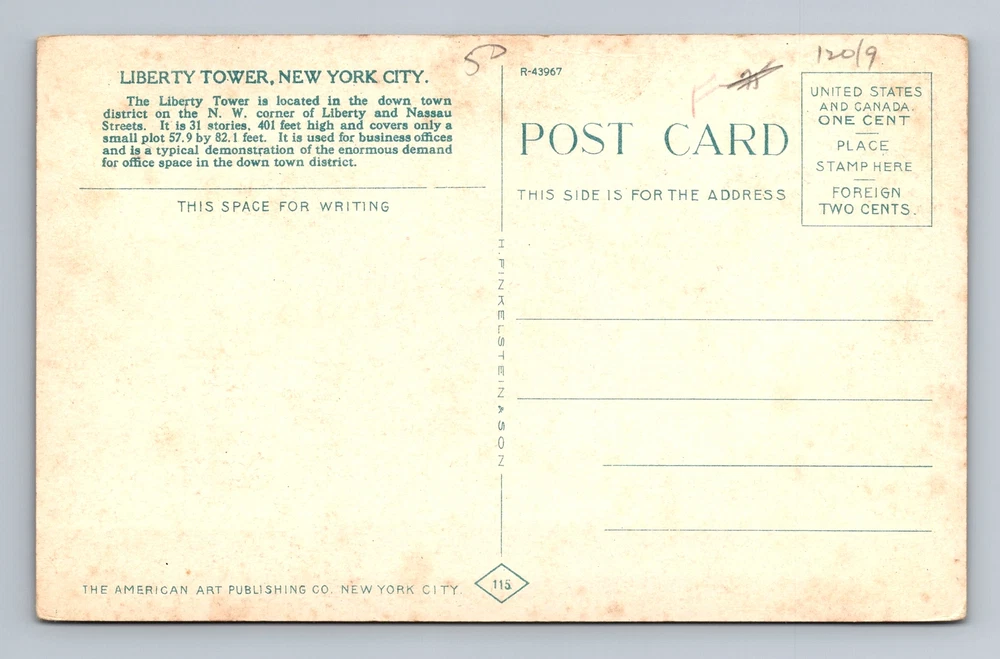 LIBERTY TOWER, NEW YORK CITY.
The Liberty Tower is located in the down town
district on the N. W. corner of Liberty and Nassau
Streets. It is 31 stories, 401 feet high and covers only a
small plot 57.9 by 82.1 feet. It is used for business offices
and is a typical demonstration of the enormous demand
for office space in the down town district.
THIS SPACE FOR WRITING
THE AMERICAN ART PUBLISHING CO. NEW YORK CITY.
H. FINKELSTEIN & SON
115
R-43967
POST CARD
THIS SIDE IS FOR THE ADDRESS
120/9
UNITED STATES
AND CANADA.
ONE CENT
PLACE
STAMP HERE
FOREIGN
TWO CENTS.